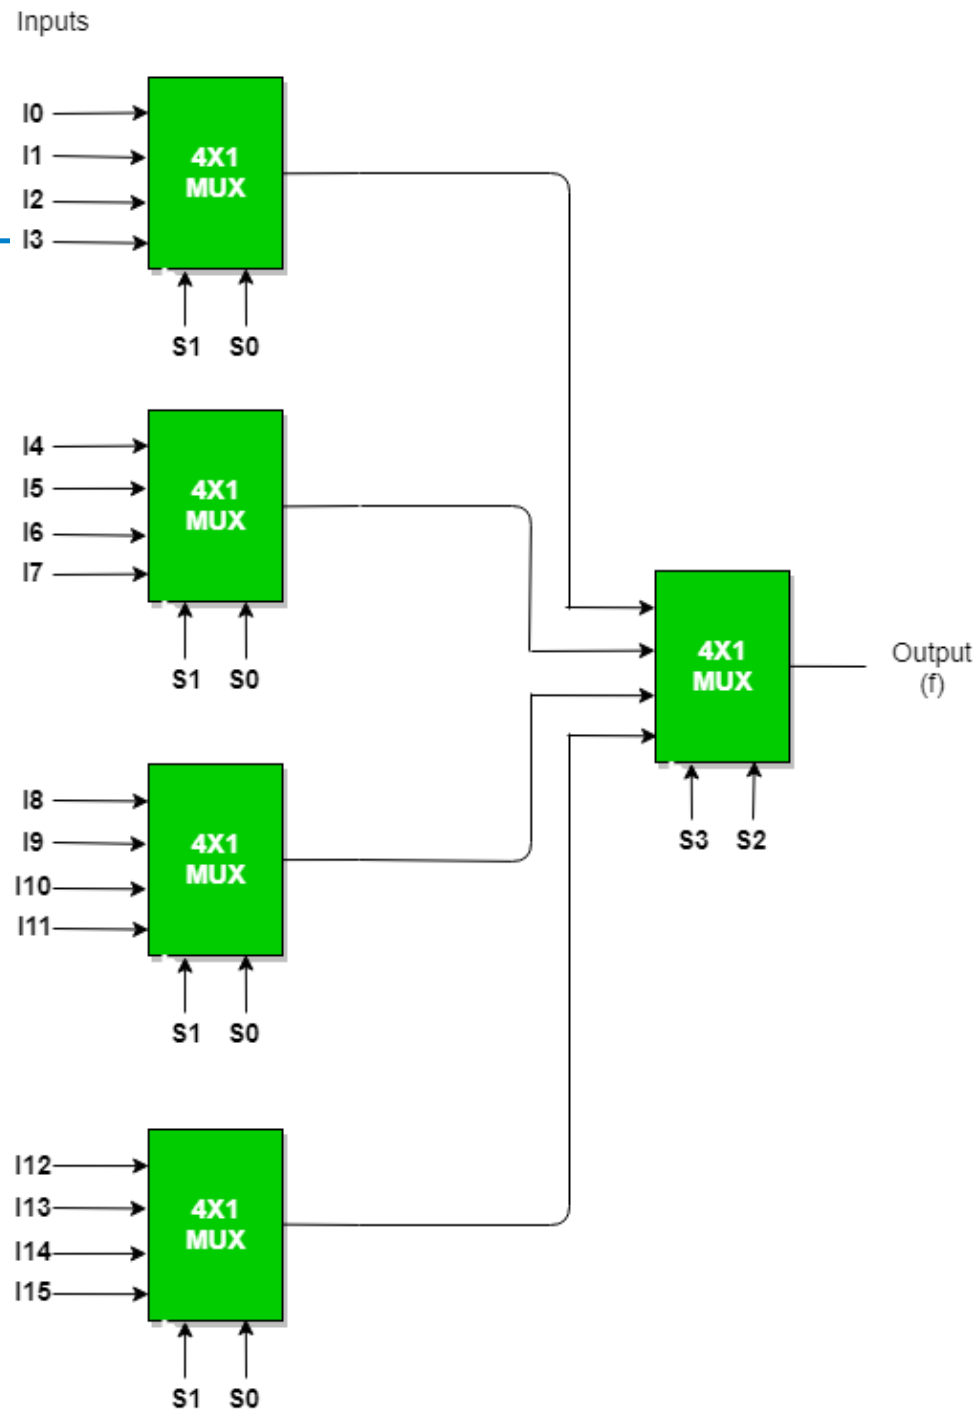 Inputs
I0
I1
I2
I3
4X1
MUX
S1 S0
I4
I5
I6
I7
4X1
MUX
S1 S0
4X1
MUX
Output
(f)
S3 S2
I8
I9
I10
I11
4X1
MUX
S1 S0
I12
I13
I14
I15
4X1
MUX
S1 S0